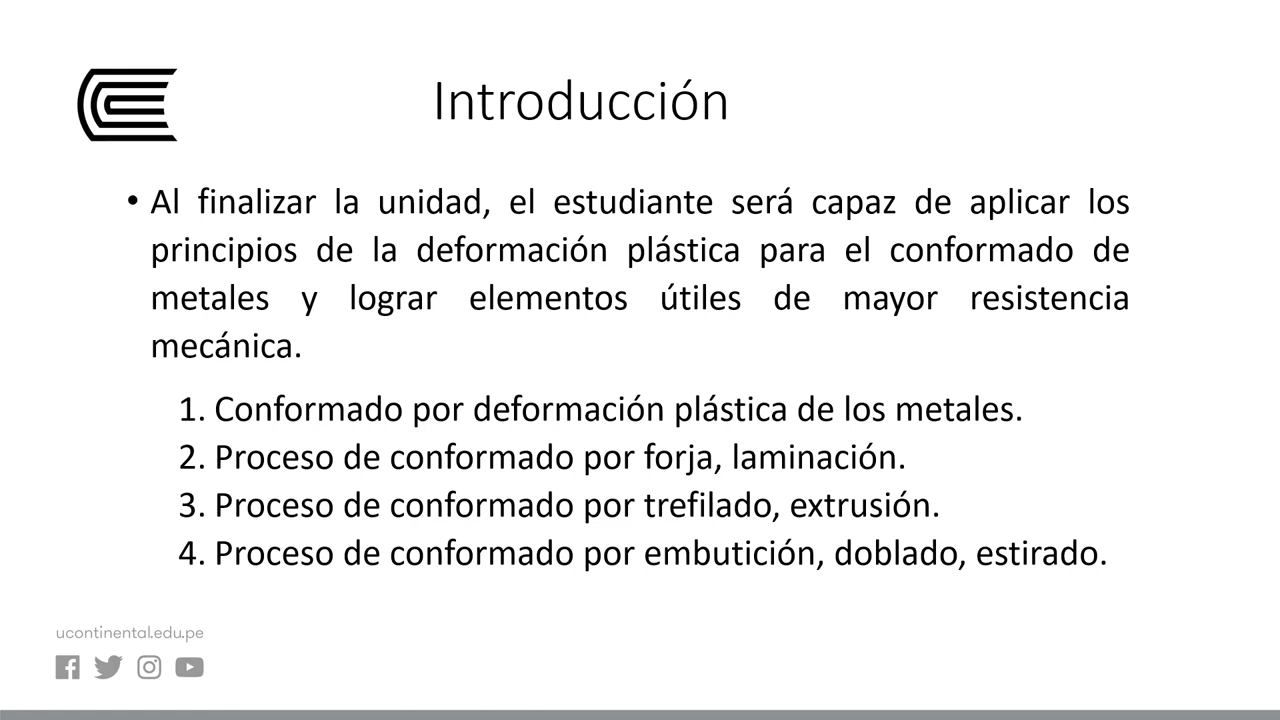 Introducción
• Al finalizar la unidad, el estudiante será capaz de aplicar los
principios de la deformación plástica para el conformado de
metales y lograr elementos útiles de mayor resistencia
mecánica.
1. Conformado por deformación plástica de los metales.
2. Proceso de conformado por forja, laminación.
3. Proceso de conformado por trefilado, extrusión.
4. Proceso de conformado por embutición, doblado, estirado.
ucontinental.edu.pe